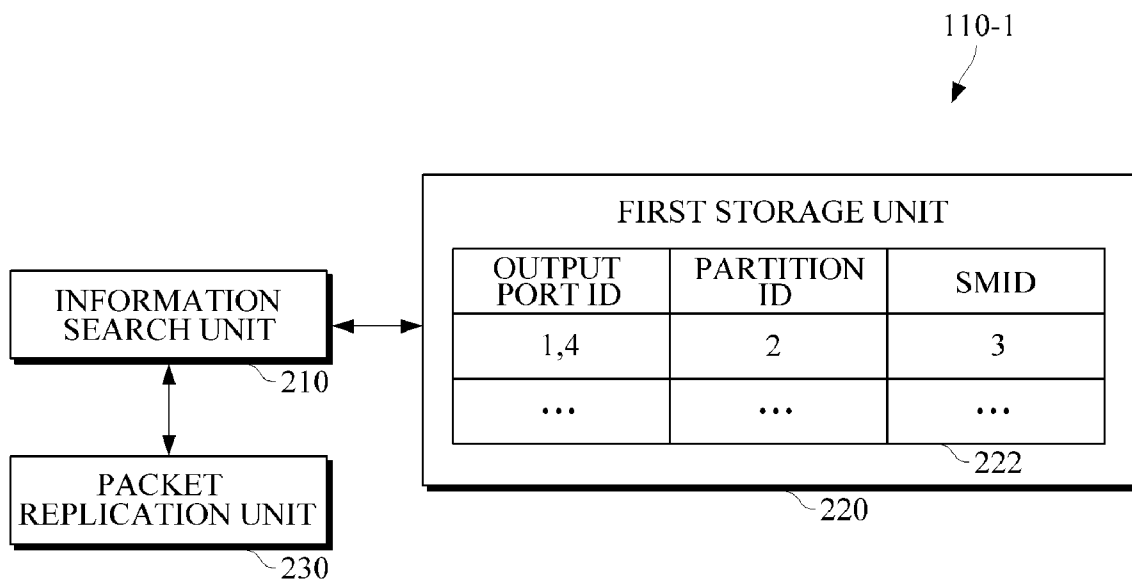 110-1
FIRST STORAGE UNIT
OUTPUT PORT ID
PARTITION ID
SMID
1,4
2
3
...
...
...
222
220
INFORMATION
SEARCH UNIT
210
PACKET
REPLICATION UNIT
230